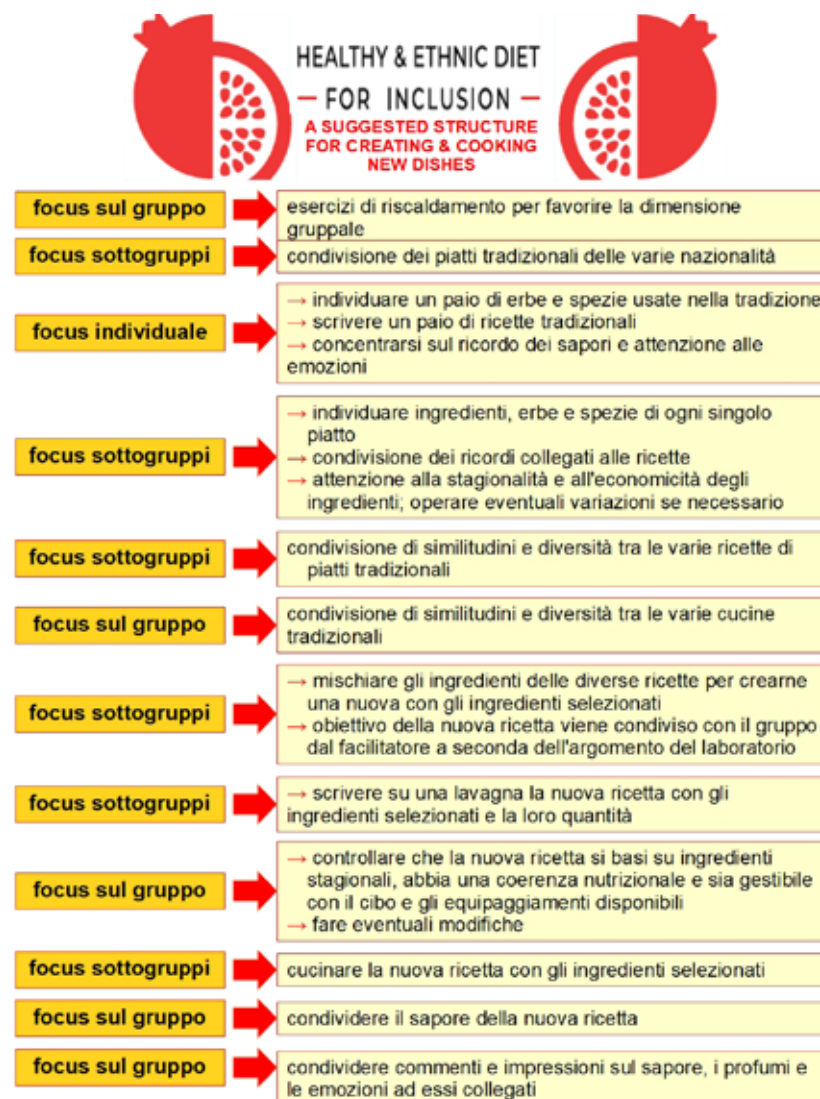 HEALTHY & ETHNIC DIET
— FOR INCLUSION —
A SUGGESTED STRUCTURE
FOR CREATING & COOKING
NEW DISHES
focus sul gruppo
esercizi di riscaldamento per favorire la dimensione
gruppale
focus sottogruppi
condivisione dei piatti tradizionali delle varie nazionalità
focus individuale
→ individuare un paio di erbe e spezie usate nella tradizione
→ scrivere un paio di ricette tradizionali
→ concentrarsi sul ricordo dei sapori e attenzione alle
emozioni
focus sottogruppi
→ individuare ingredienti, erbe e spezie di ogni singolo
piatto
→ condivisione dei ricordi collegati alle ricette
→ attenzione alla stagionalità e all'economicità degli
ingredienti; operare eventuali variazioni se necessario
focus sottogruppi
condivisione di similitudini e diversità tra le varie ricette di
piatti tradizionali
focus sul gruppo
condivisione di similitudini e diversità tra le varie cucine
tradizionali
focus sottogruppi
→ mischiare gli ingredienti delle diverse ricette per crearne
una nuova con gli ingredienti selezionati
→ obiettivo della nuova ricetta viene condiviso con il gruppo
dal facilitatore a seconda dell'argomento del laboratorio
focus sottogruppi
→ scrivere su una lavagna la nuova ricetta con gli
ingredienti selezionati e la loro quantità
focus sul gruppo
→ controllare che la nuova ricetta si basi su ingredienti
stagionali, abbia una coerenza nutrizionale e sia gestibile
con il cibo e gli equipaggiamenti disponibili
→ fare eventuali modifiche
focus sottogruppi
cucinare la nuova ricetta con gli ingredienti selezionati
focus sul gruppo
condividere il sapore della nuova ricetta
focus sul gruppo
condividere commenti e impressioni sul sapore, i profumi e
le emozioni ad essi collegati